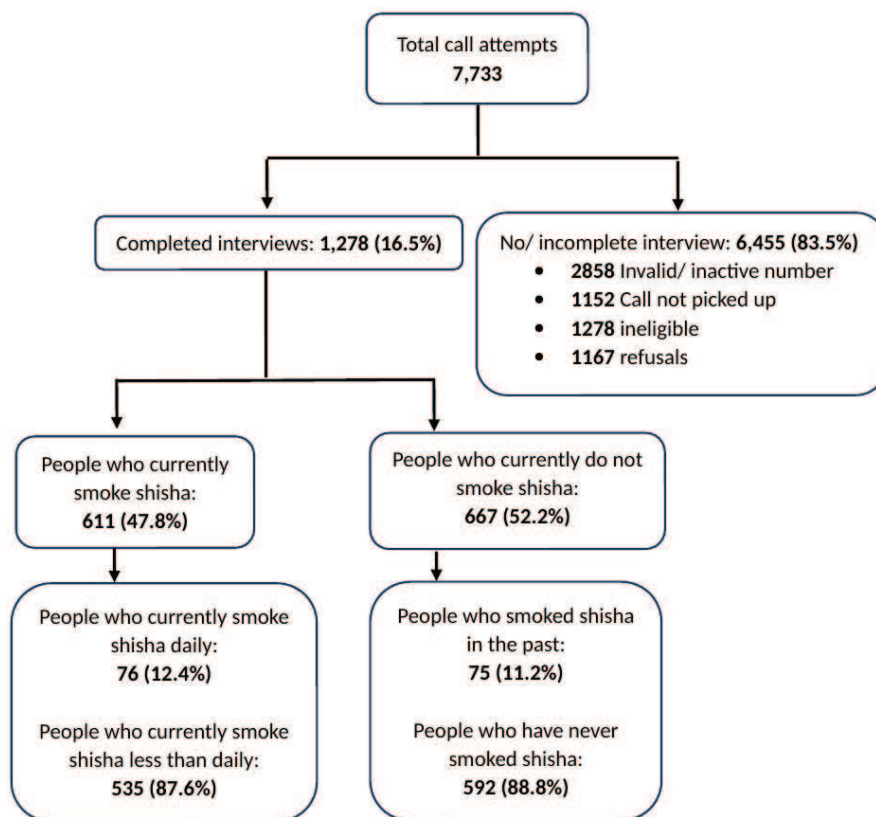 Total call attempts
7,733
Completed interviews: 1,278 (16.5%)
No/ incomplete interview: 6,455 (83.5%)
• 2858 Invalid/ inactive number
• 1152 Call not picked up
• 1278 ineligible
• 1167 refusals
People who currently
smoke shisha:
611 (47.8%)
People who currently do not
smoke shisha:
667 (52.2%)
People who currently smoke
shisha daily:
76 (12.4%)
People who currently smoke
shisha less than daily:
535 (87.6%)
People who smoked shisha
in the past:
75 (11.2%)
People who have never
smoked shisha:
592 (88.8%)